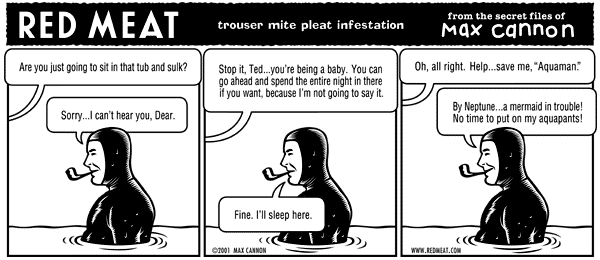 RED MEAT
trouser mite pleat infestation
from the secret files of
max cannon
Are you just going to sit in that tub and sulk?
Sorry...I can't hear you, Dear.
Stop it, Ted...you're being a baby. You can
go ahead and spend the entire night in there
if you want, because I'm not going to say it.
Fine. I'll sleep here.
©2001 MAX CANNON
Oh, all right. Help...save me, “Aquaman.”
By Neptune...a mermaid in trouble!
No time to put on my aquapants!
WWW.REDMEAT.COM